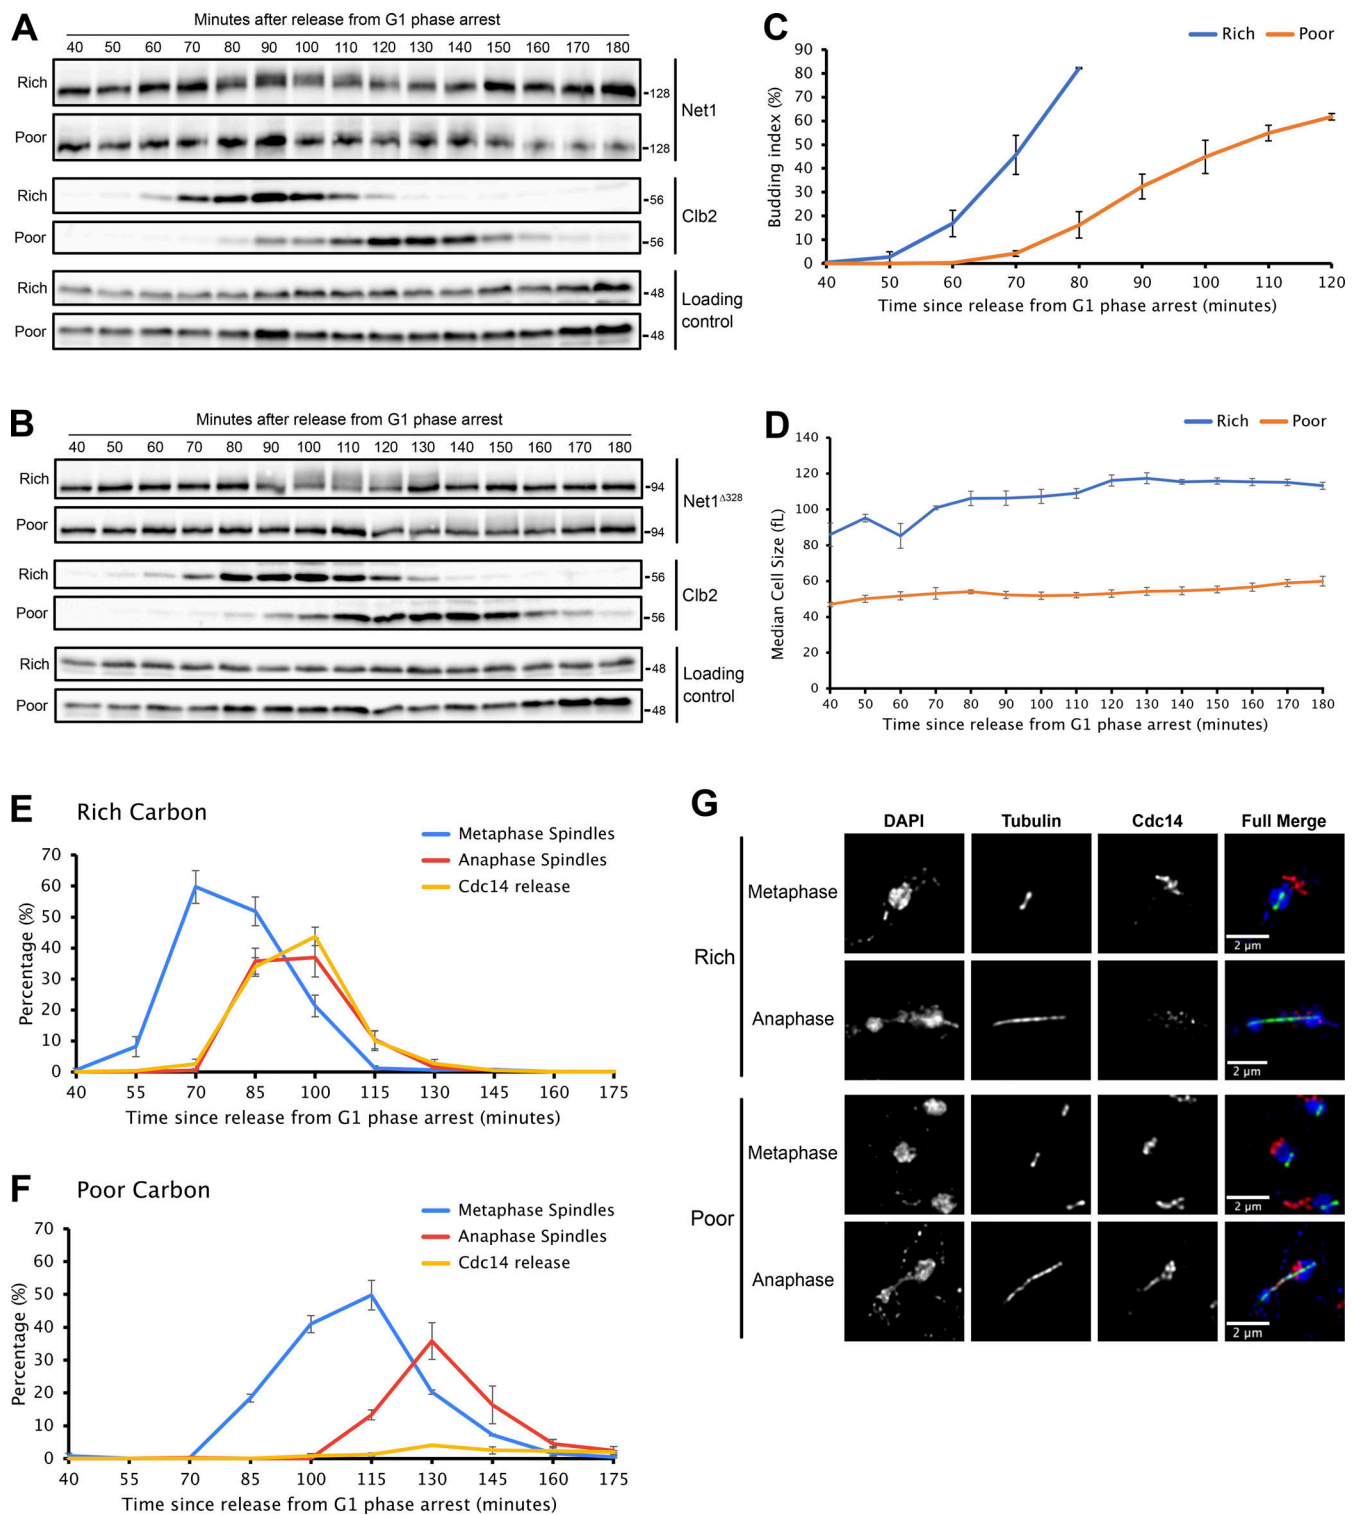 A
Minutes after release from G1 phase arrest
40 50 60 70 80 90 100 110 120 130 140 150 160 170 180
Rich
-128
Net1
Poor
-128
Rich
-56
Clb2
Poor
-56
Rich
-48
Loading
control
Poor
-48
B
Minutes after release from G1 phase arrest
40 50 60 70 80 90 100 110 120 130 140 150 160 170 180
Rich
-94
Net1Δ328
Poor
-94
Rich
-56
Clb2
Poor
-56
Rich
-48
Loading
control
Poor
-48
C
Rich Poor
Budding index (%)
90
80
70
60
50
40
30
20
10
0
40 50 60 70 80 90 100 110 120
Time since release from G1 phase arrest (minutes)
D
Rich Poor
Median Cell Size (fL)
140
120
100
80
60
40
20
0
40 50 60 70 80 90 100 110 120 130 140 150 160 170 180
Time since release from G1 phase arrest (minutes)
E
Rich Carbon
Metaphase Spindles
Anaphase Spindles
Cdc14 release
Percentage (%)
70
60
50
40
30
20
10
0
40 55 70 85 100 115 130 145 160 175
Time since release from G1 phase arrest (minutes)
F
Poor Carbon
Metaphase Spindles
Anaphase Spindles
Cdc14 release
Percentage (%)
70
60
50
40
30
20
10
0
40 55 70 85 100 115 130 145 160 175
Time since release from G1 phase arrest (minutes)
G
DAPI Tubulin Cdc14 Full Merge
Rich
Metaphase
2 µm
Anaphase
2 µm
Poor
Metaphase
2 µm
Anaphase
2 µm